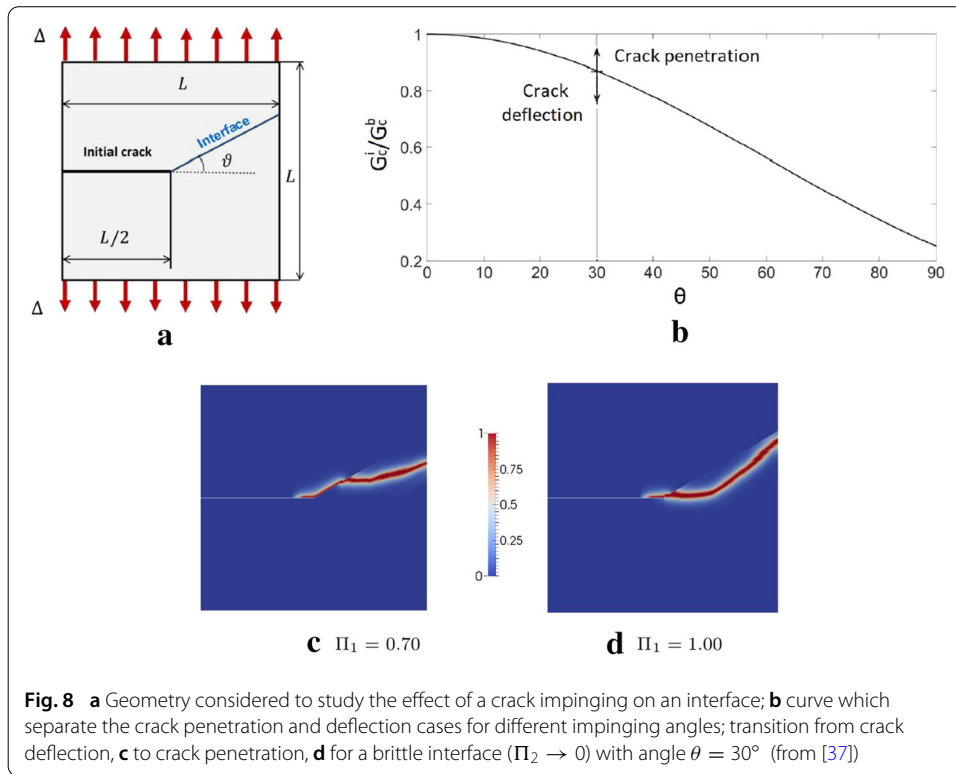 Δ
L
Interface
Initial crack
ϑ
L
L/2
Δ
a
1
0.8
0.6
0.4
0.2
G_c^i/G_c^b
Crack penetration
Crack
deflection
0 10 20 30 40 50 60 70 80 90
θ
b
1
0.75
0.5
0.25
0
c Π₁ = 0.70
d Π₁ = 1.00
Fig. 8 a Geometry considered to study the effect of a crack impinging on an interface; b curve which
separate the crack penetration and deflection cases for different impinging angles; transition from crack
deflection, c to crack penetration, d for a brittle interface (Π₂ → 0) with angle θ = 30° (from [37])